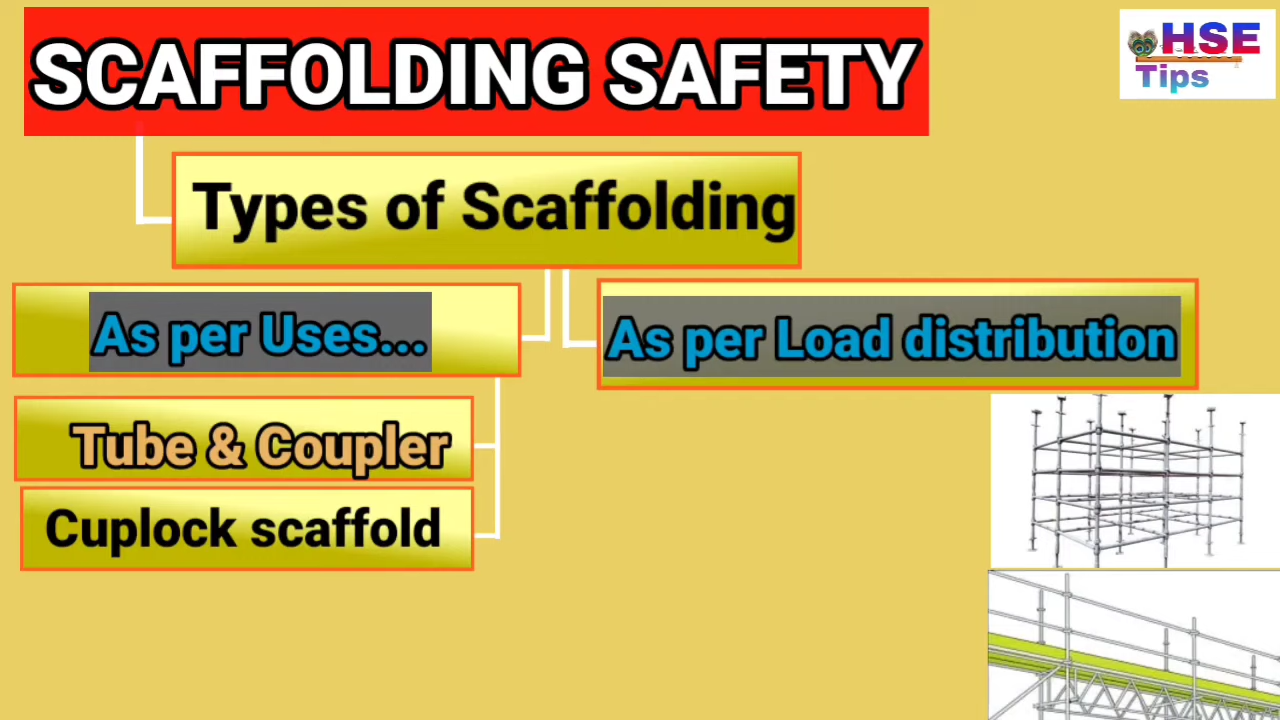 SCAFFOLDING SAFETY
HSE
Tips
Types of Scaffolding
As per Uses...
As per Load distribution
Tube & Coupler
Cuplock scaffold